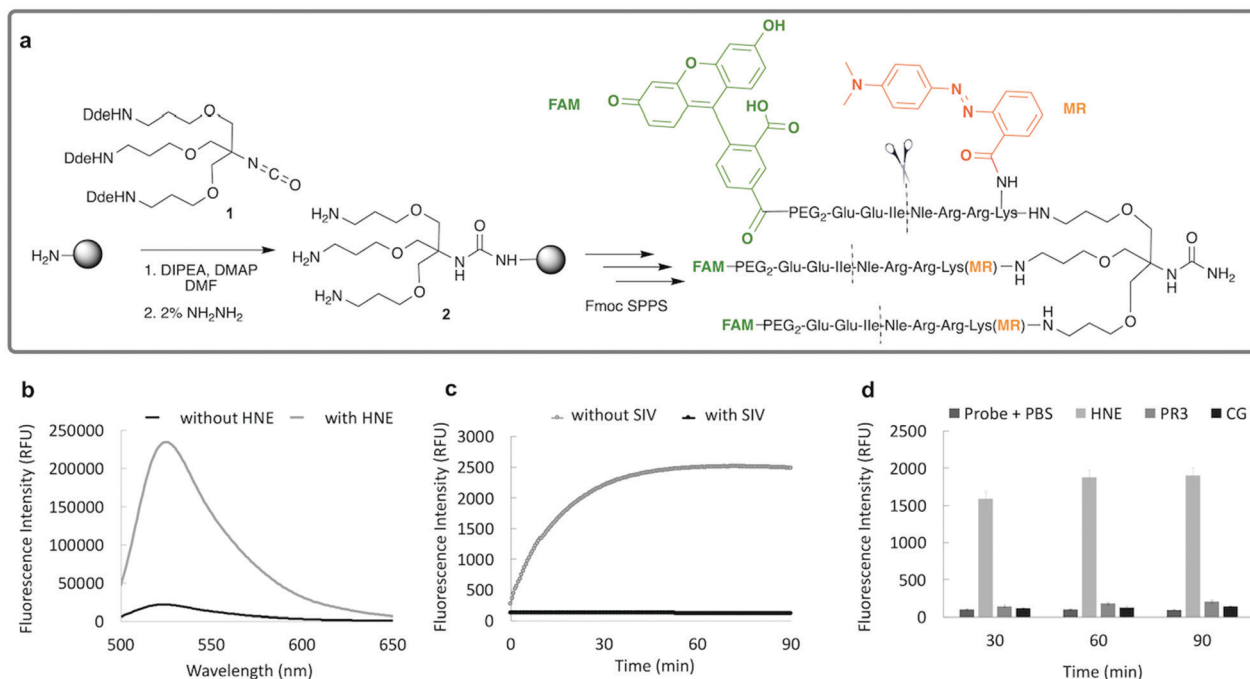 a
FAM
OH
O
O
HO
O
O
N
N
N
MR
O
NH
DdeHN
O
DdeHN
O
N
C
O
DdeHN
O
1
H2N
1. DIPEA, DMAP
DMF
2. 2% NH2NH2
H2N
O
H2N
O
O
N
H
N
H
H2N
O
2
Fmoc SPPS
PEG2-Glu-Glu-Ile-Nle-Arg-Arg-Lys-HN
O
FAM-PEG2-Glu-Glu-Ile-Nle-Arg-Arg-Lys(MR)-N
H
O
O
N
H
NH2
FAM-PEG2-Glu-Glu-Ile-Nle-Arg-Arg-Lys(MR)-N
H
O
b
without HNE with HNE
Fluorescence Intensity (RFU)
250000
200000
150000
100000
50000
0
500 550 600 650
Wavelength (nm)
c
without SIV with SIV
Fluorescence Intensity (RFU)
3000
2500
2000
1500
1000
500
0
0 30 60 90
Time (min)
d
Probe + PBS HNE PR3 CG
Fluorescence Intensity (RFU)
2500
2000
1500
1000
500
0
30 60 90
Time (min)